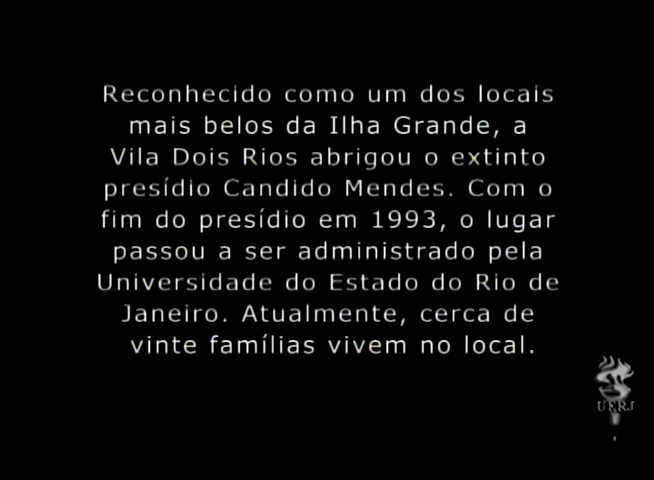 Reconhecido como um dos locais
mais belos da Ilha Grande, a
Vila Dois Rios abrigou o extinto
presídio Candido Mendes. Com o
fim do presídio em 1993, o lugar
passou a ser administrado pela
Universidade do Estado do Rio de
Janeiro. Atualmente, cerca de
vinte famílias vivem no local.
UERJ